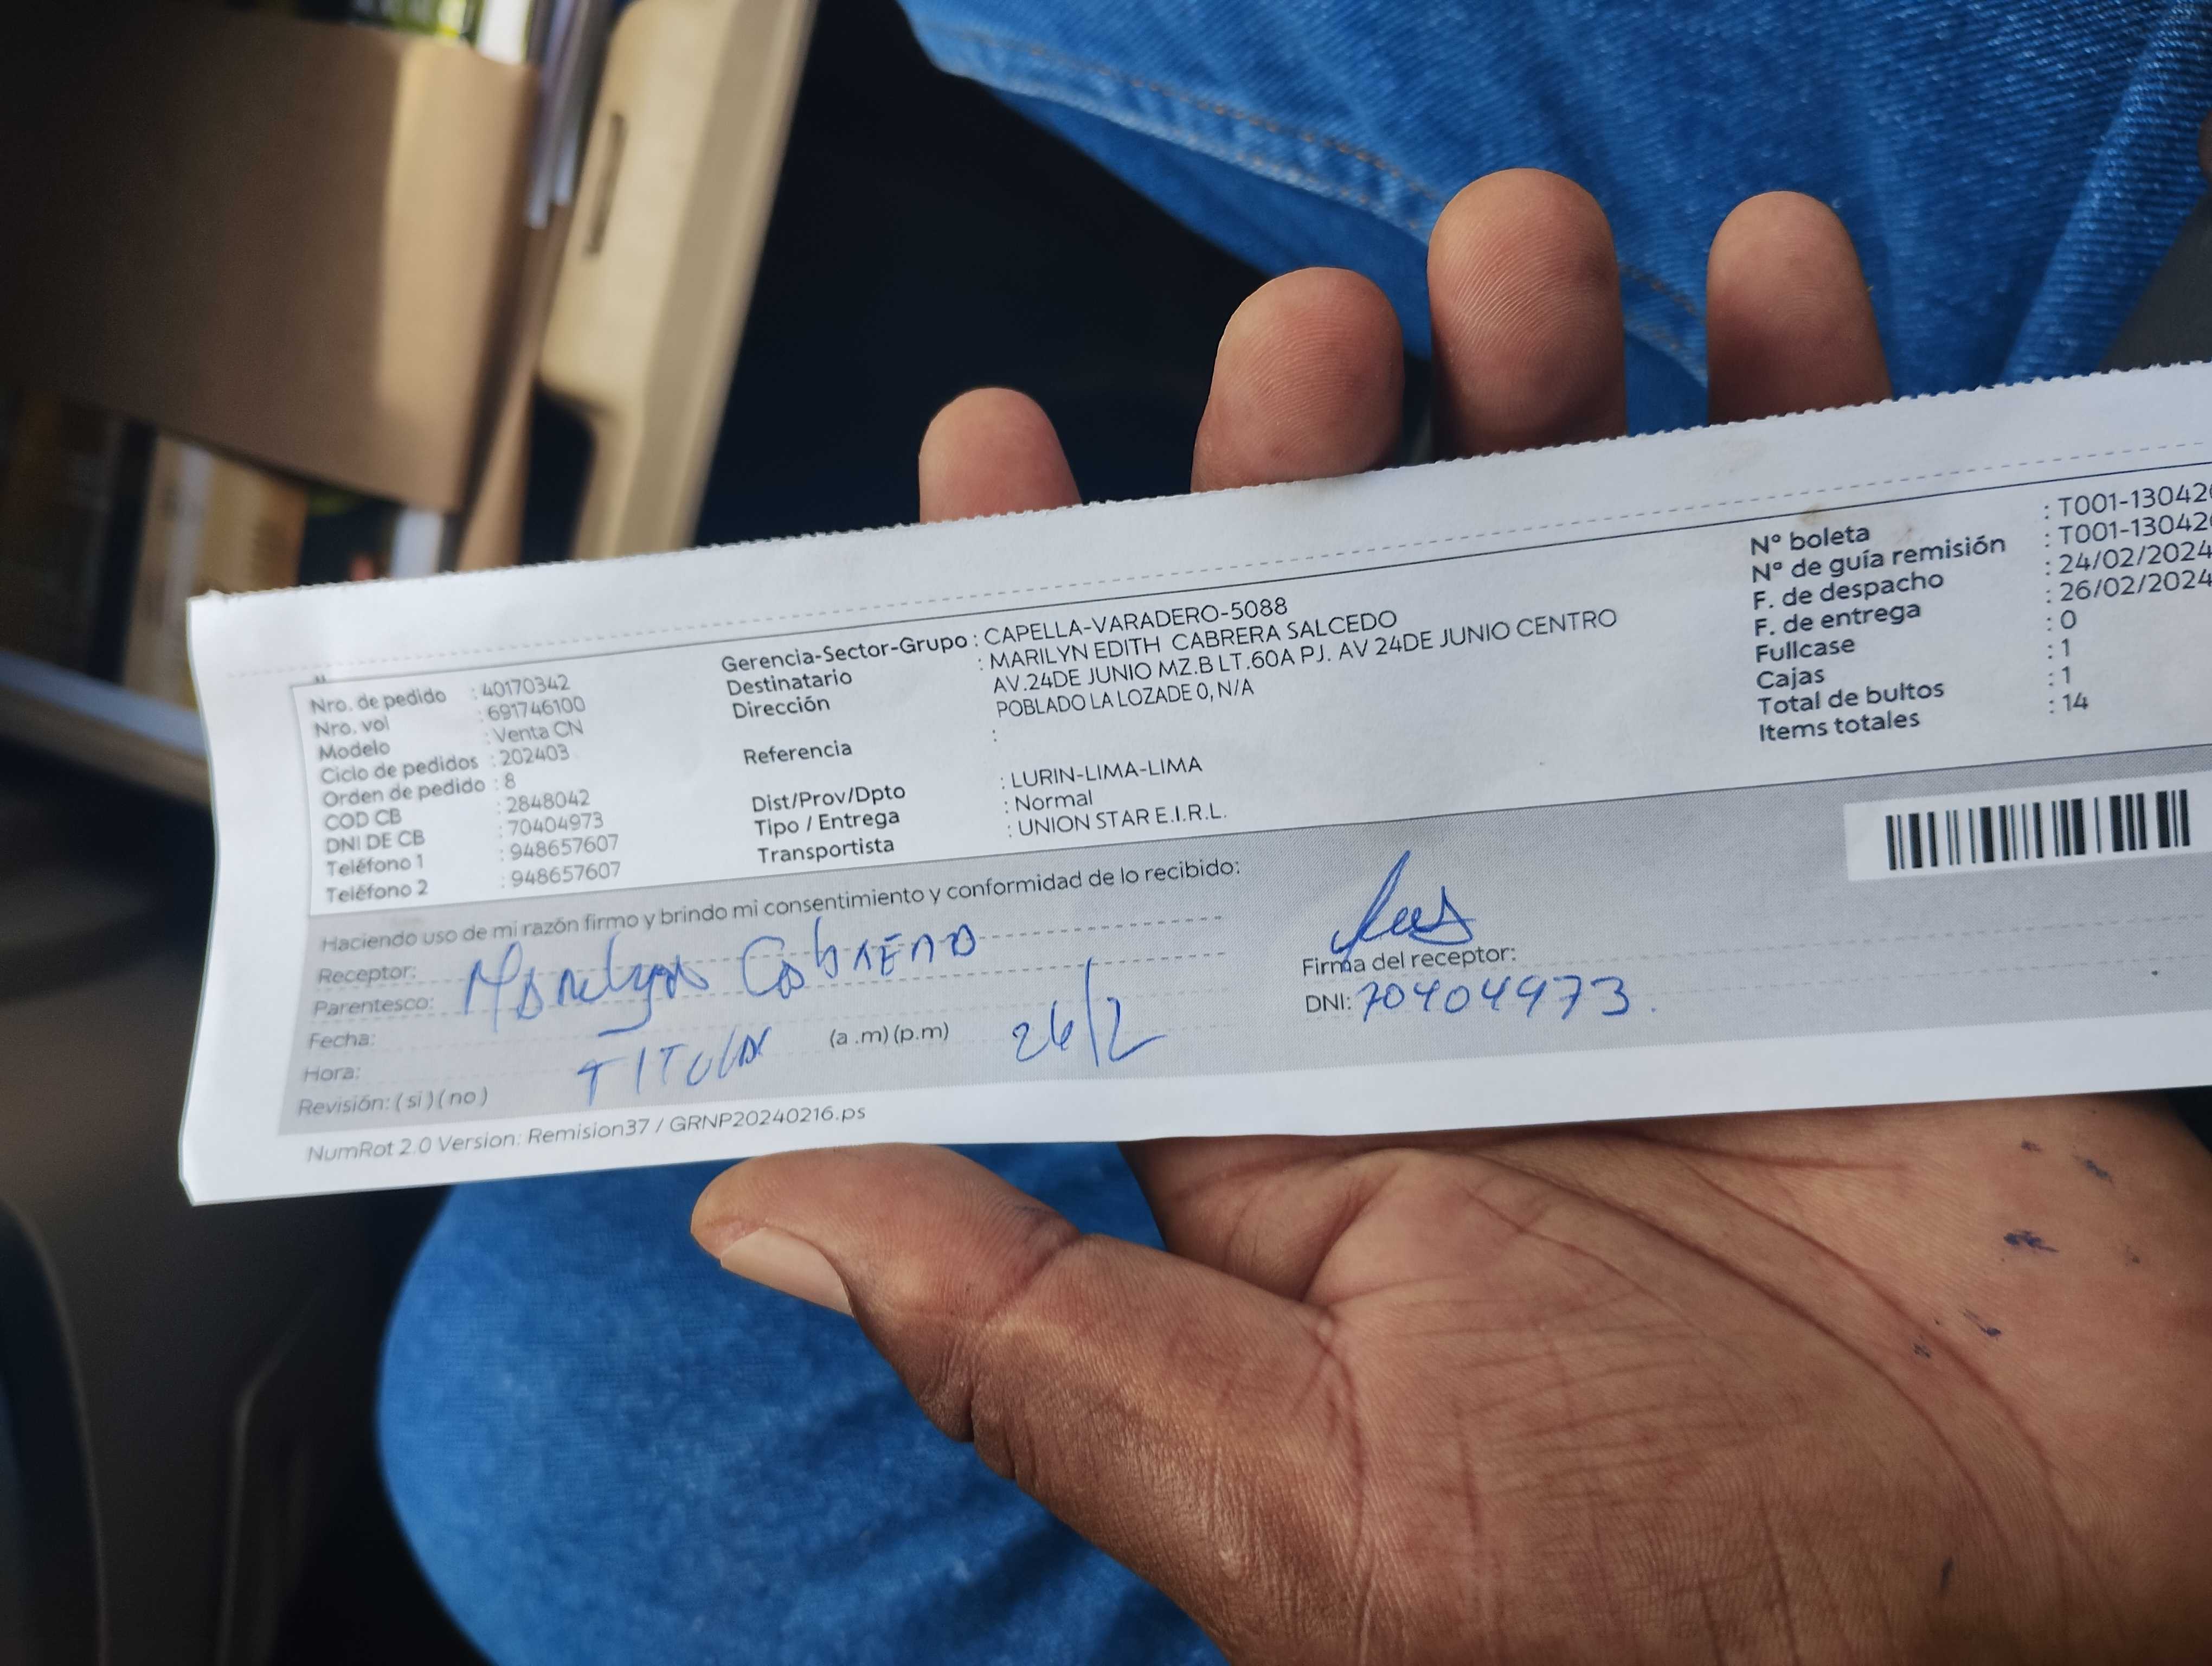 Nro. de pedido : 40170342
Nro. vol : 691746100
Modelo : Venta CN
Ciclo de pedidos : 202403
Orden de pedido : 8
COD CB : 2848042
DNI DE CB : 70404973
Teléfono 1 : 948657607
Teléfono 2 : 948657607
Gerencia-Sector-Grupo : CAPELLA-VARADERO-5088
Destinatario : MARILYN EDITH CABRERA SALCEDO
Dirección AV.24DE JUNIO MZ.B LT.60A PJ. AV 24DE JUNIO CENTRO
POBLADO LA LOZADE 0, N/A
Referencia :
Dist/Prov/Dpto : LURIN-LIMA-LIMA
Tipo / Entrega : Normal
Transportista : UNION STAR E.I.R.L.
Nº boleta : T001-13042
Nº de guía remisión : T001-13042
F. de despacho : 24/02/2024
F. de entrega : 26/02/2024
Fullcase : 0
Cajas : 1
Total de bultos : 1
Items totales : 14
Haciendo uso de mi razón firmo y brindo mi consentimiento y conformidad de lo recibido:
Receptor:
Parentesco:
Fecha: TITULAR 26/2
Hora: (a .m) (p.m)
Revisión: ( si ) ( no )
Firma del receptor:
DNI: 70404973.
NumRot 2.0 Version: Remision37 / GRNP20240216.ps